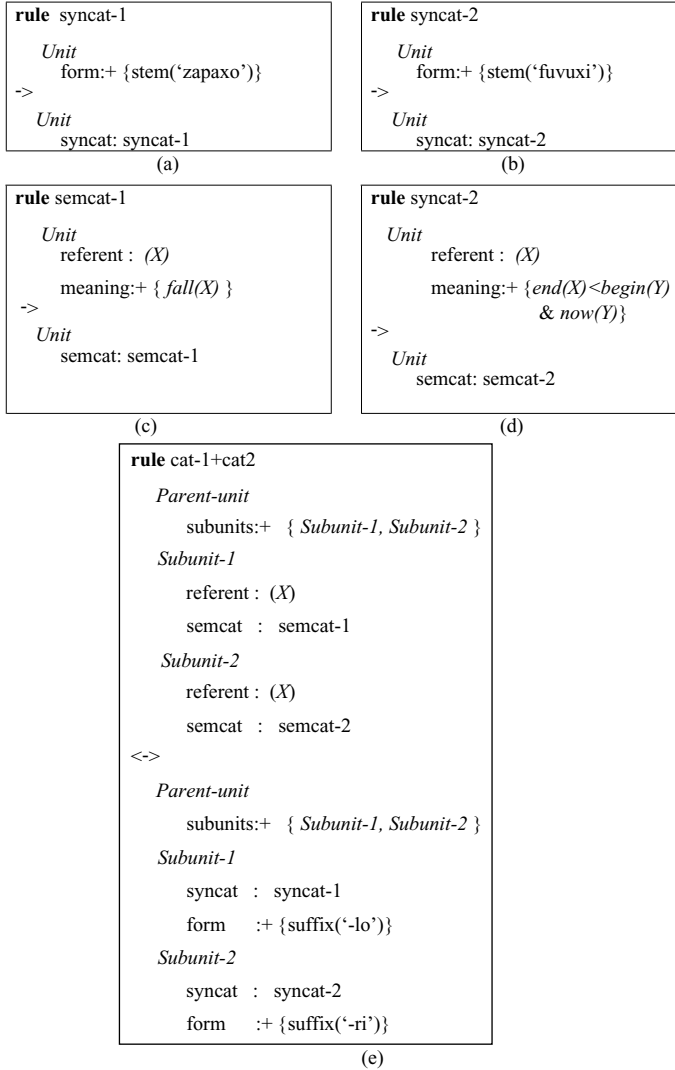 rule syncat-1
Unit
form:+ {stem(‘zapaxo’)}
->
Unit
syncat: syncat-1
(a)
rule syncat-2
Unit
form:+ {stem(‘fuvuxi’)}
->
Unit
syncat: syncat-2
(b)
rule semcat-1
Unit
referent : (X)
meaning:+ { fall(X) }
->
Unit
semcat: semcat-1
(c)
rule syncat-2
Unit
referent : (X)
meaning:+ {end(X)<begin(Y)
& now(Y)}
->
Unit
semcat: semcat-2
(d)
rule cat-1+cat2
Parent-unit
subunits:+ { Subunit-1, Subunit-2 }
Subunit-1
referent : (X)
semcat : semcat-1
Subunit-2
referent : (X)
semcat : semcat-2
<->
Parent-unit
subunits:+ { Subunit-1, Subunit-2 }
Subunit-1
syncat : syncat-1
form :+ {suffix(‘-lo’)}
Subunit-2
syncat : syncat-2
form :+ {suffix(‘-ri’)}
(e)